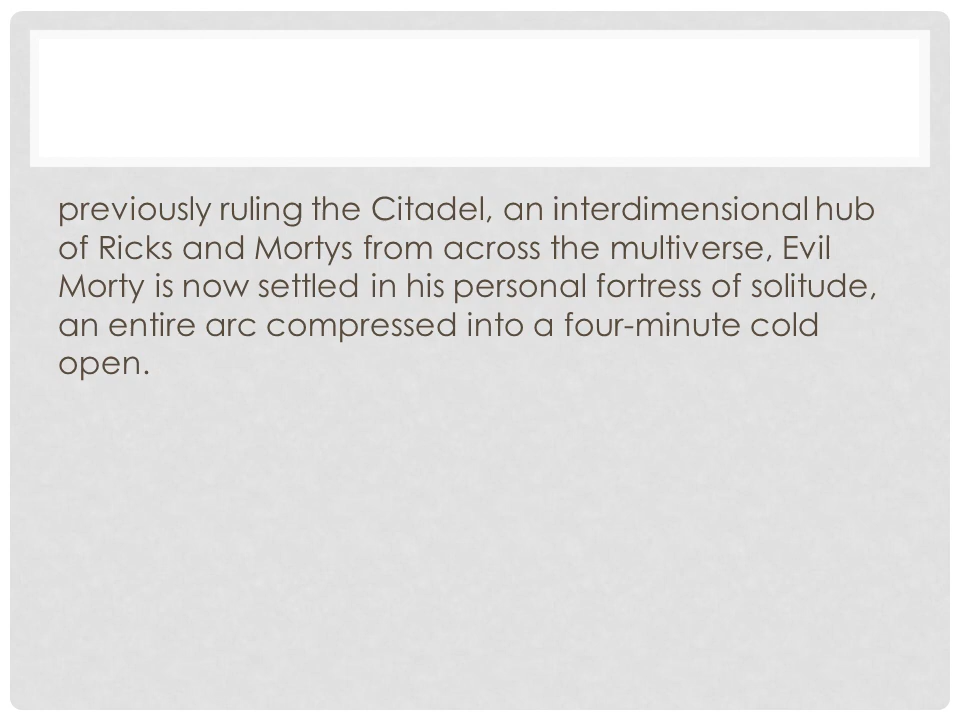 previously ruling the Citadel, an interdimensional hub
of Ricks and Mortys from across the multiverse, Evil
Morty is now settled in his personal fortress of solitude,
an entire arc compressed into a four-minute cold
open.